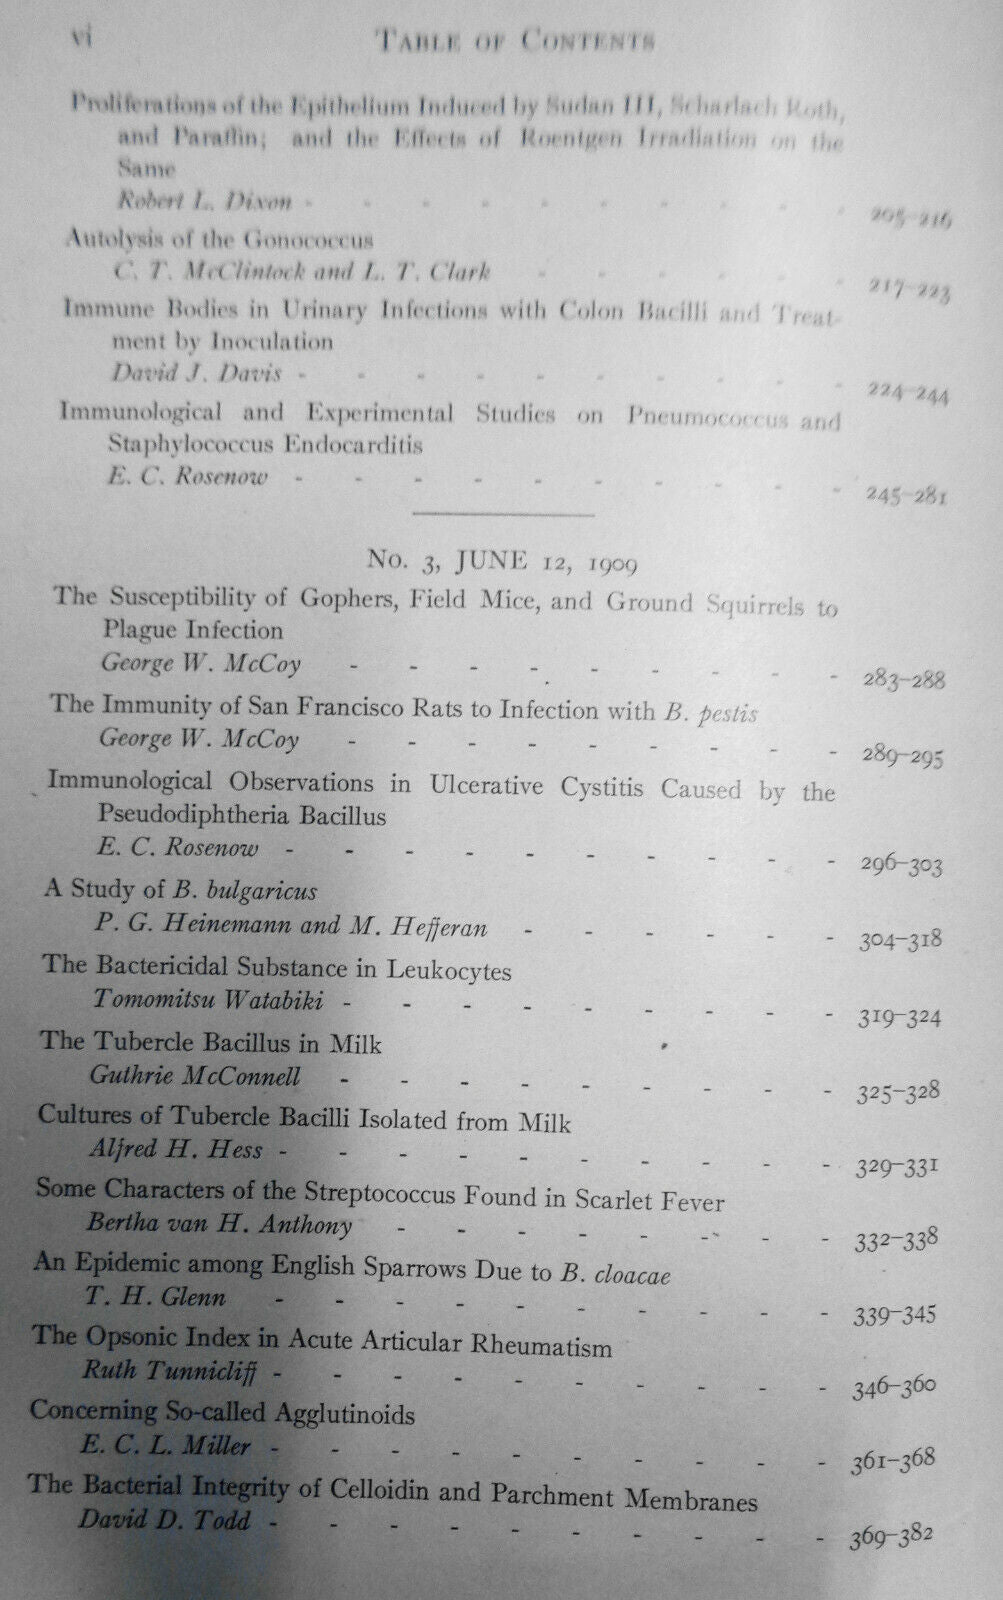 vi TABLE OF CONTENTS
Proliferations of the Epithelium Induced by Sudan III, Scharlach Roth,
and Paraffin; and the Effects of Roentgen Irradiation on the
Same
Robert L. Dixon - - - - - - - - - - 205–216
Autolysis of the Gonococcus
C. T. McClintock and L. T. Clark - - - - - - 217–223
Immune Bodies in Urinary Infections with Colon Bacilli and Treat-
ment by Inoculation
David J. Davis - - - - - - - - - - 224–244
Immunological and Experimental Studies on Pneumococcus and
Staphylococcus Endocarditis
E. C. Rosenow - - - - - - - - - - 245–281
No. 3, JUNE 12, 1909
The Susceptibility of Gophers, Field Mice, and Ground Squirrels to
Plague Infection
George W. McCoy - - - - - - - - - 283–288
The Immunity of San Francisco Rats to Infection with B. pestis
George W. McCoy - - - - - - - - - 289–295
Immunological Observations in Ulcerative Cystitis Caused by the
Pseudodiphtheria Bacillus
E. C. Rosenow - - - - - - - - - - 296–303
A Study of B. bulgaricus
P. G. Heinemann and M. Hefferan - - - - - - 304–318
The Bactericidal Substance in Leukocytes
Tomomitsu Watabiki - - - - - - - - - 319–324
The Tubercle Bacillus in Milk
Guthrie McConnell - - - - - - - - - 325–328
Cultures of Tubercle Bacilli Isolated from Milk
Alfred H. Hess - - - - - - - - - - 329–331
Some Characters of the Streptococcus Found in Scarlet Fever
Bertha van H. Anthony - - - - - - - - 332–338
An Epidemic among English Sparrows Due to B. cloacae
T. H. Glenn - - - - - - - - - - 339–345
The Opsonic Index in Acute Articular Rheumatism
Ruth Tunnicliff - - - - - - - - - - 346–360
Concerning So-called Agglutinoids
E. C. L. Miller - - - - - - - - - - 361–368
The Bacterial Integrity of Celloidin and Parchment Membranes
David D. Todd - - - - - - - - - - 369–382